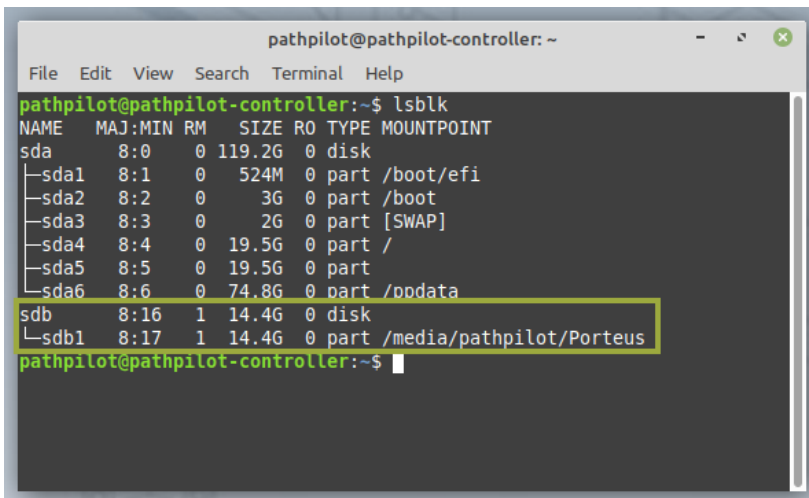 pathpilot@pathpilot-controller: ~
File Edit View Search Terminal Help
pathpilot@pathpilot-controller:~$ lsblk
NAME   MAJ:MIN RM   SIZE RO TYPE MOUNTPOINT
sda      8:0    0 119.2G  0 disk
├─sda1   8:1    0   524M  0 part /boot/efi
├─sda2   8:2    0     3G  0 part /boot
├─sda3   8:3    0     2G  0 part [SWAP]
├─sda4   8:4    0  19.5G  0 part /
├─sda5   8:5    0  19.5G  0 part
└─sda6   8:6    0  74.8G  0 part /ppdata
sdb      8:16   1  14.4G  0 disk
└─sdb1   8:17   1  14.4G  0 part /media/pathpilot/Porteus
pathpilot@pathpilot-controller:~$